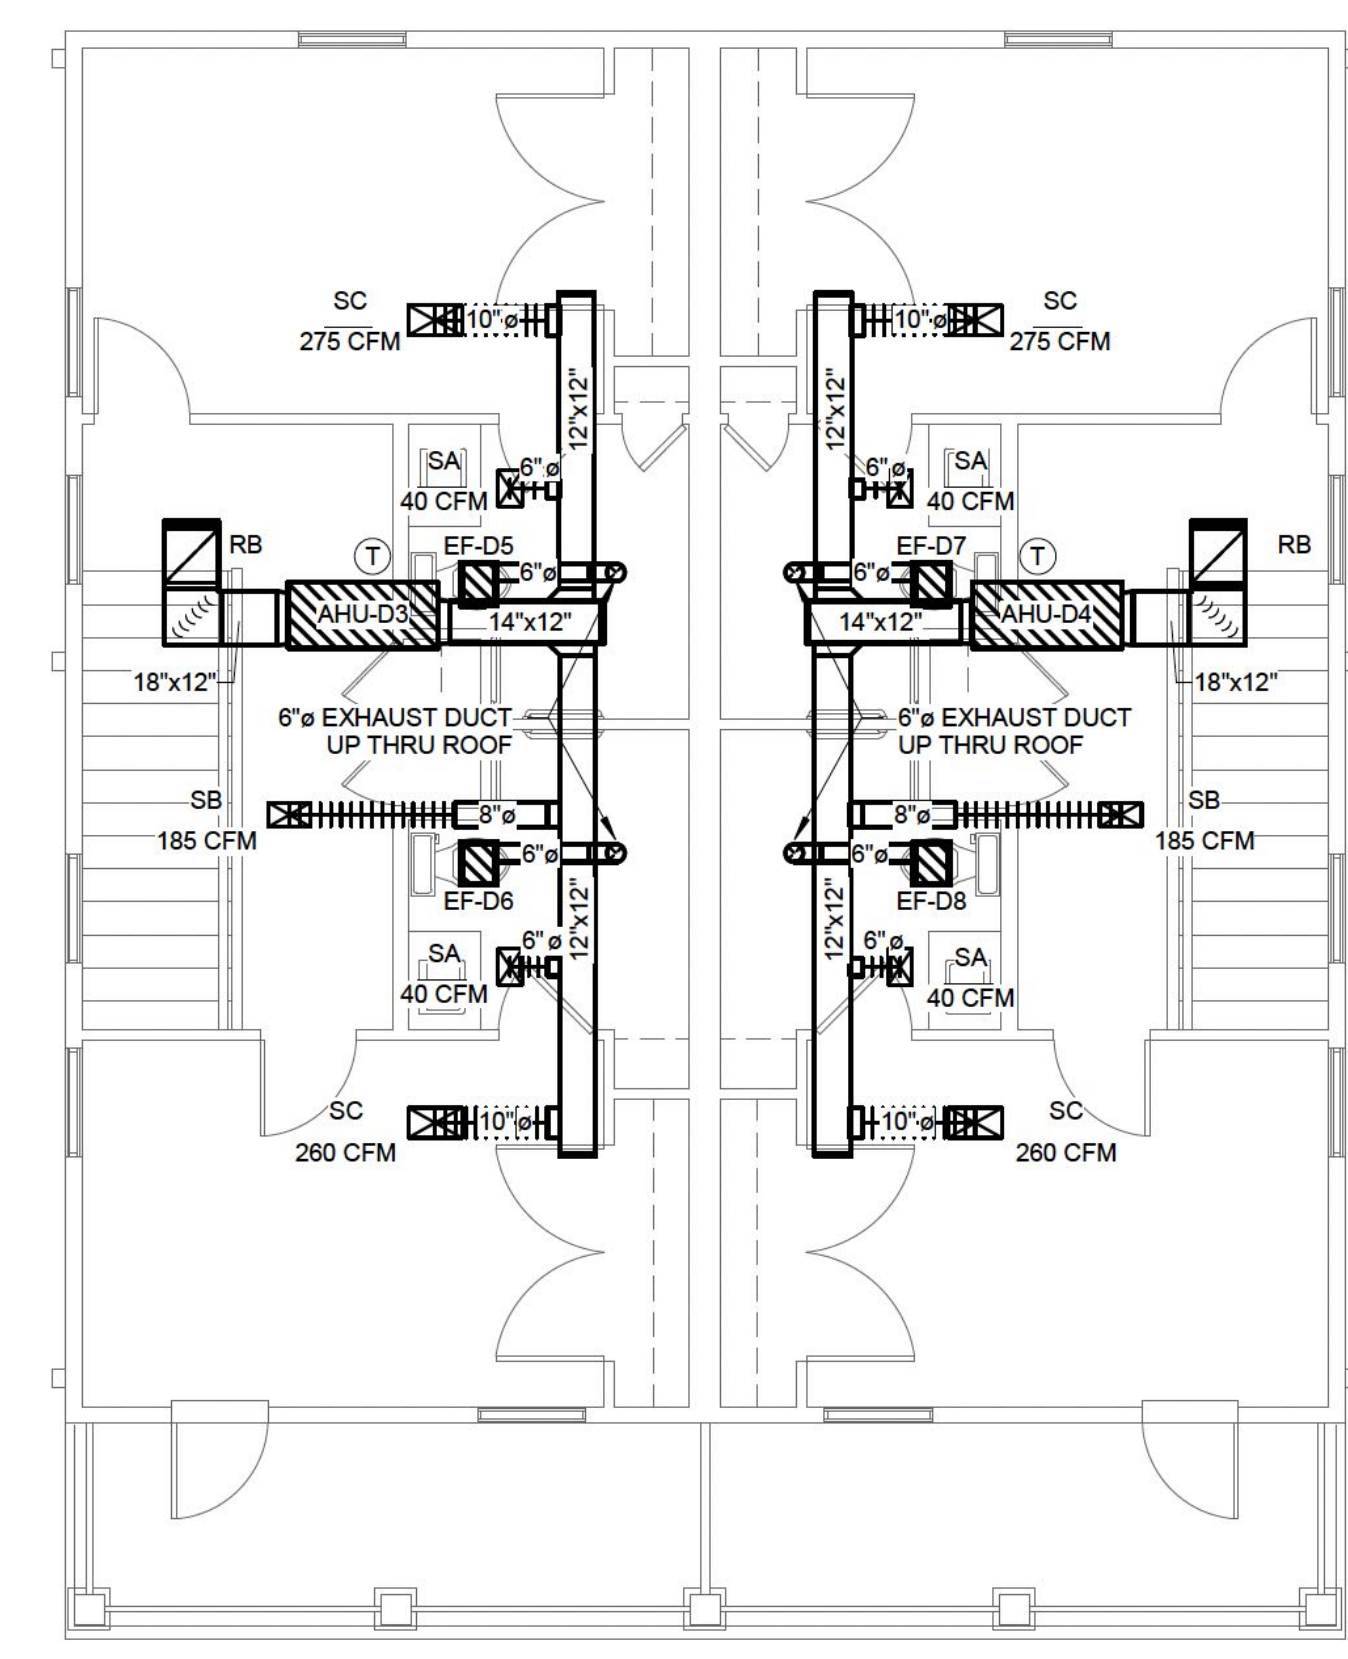 SC
275 CFM
10"ø
10"ø
SC
275 CFM
12"x12"
12"x12"
SA
40 CFM
6"ø
6"ø
SA
40 CFM
RB
T
EF-D5
6"ø
6"ø
EF-D7
T
RB
AHU-D3
14"x12"
14"x12"
AHU-D4
18"x12"
18"x12"
6"ø EXHAUST DUCT
UP THRU ROOF
6"ø EXHAUST DUCT
UP THRU ROOF
SB
185 CFM
8"ø
8"ø
SB
185 CFM
6"ø
6"ø
EF-D6
EF-D8
12"x12"
12"x12"
SA
40 CFM
6"ø
6"ø
SA
40 CFM
SC
260 CFM
10"ø
10"ø
SC
260 CFM